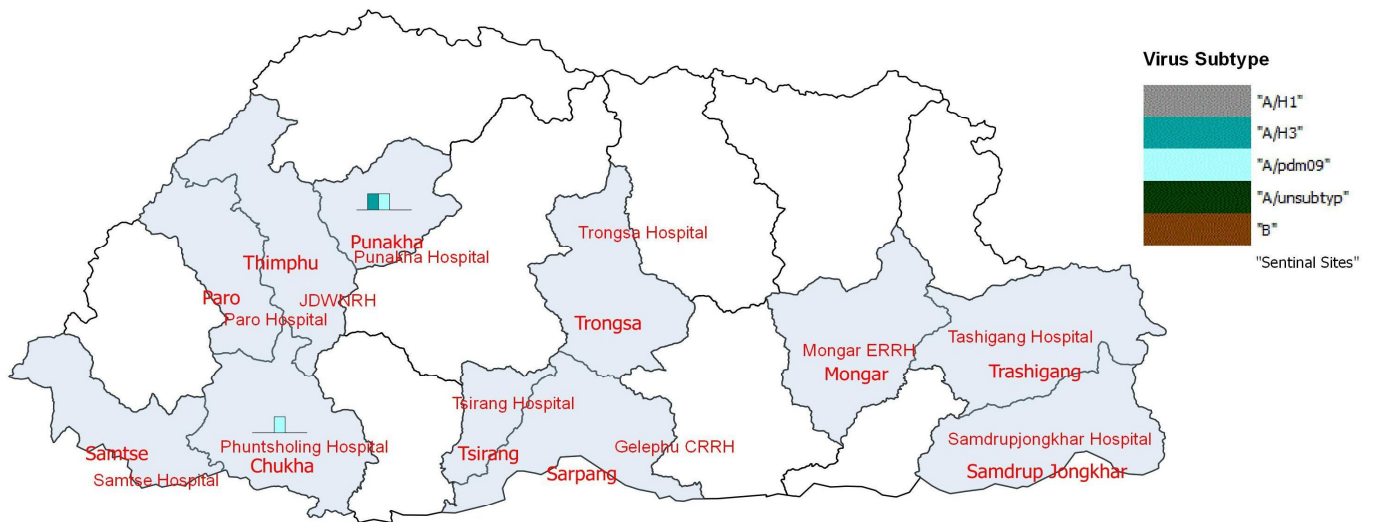 Virus Subtype
"A/H1"
"A/H3"
"A/pdm09"
"A/unsubtyp"
"B"
"Sentinal Sites"
Trongsa Hospital
Punakha
Punakha Hospital
Thimphu
Paro
JDWNRH
Paro Hospital
Trongsa
Tashigang Hospital
Mongar ERRH
Trashigang
Mongar
Tsirang Hospital
Phuntsholing Hospital
Gelephu CRRH
Samdrupjongkhar Hospital
Samtse
Tsirang
Chukha
Sarpang
Samdrup Jongkhar
Samtse Hospital